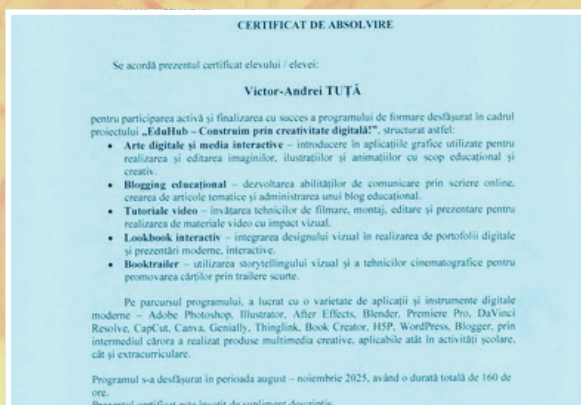 CERTIFICAT DE ABSOLVIRE
Se acordă prezentul certificat elevului / elevei:
Victor-Andrei TUȚĂ
pentru participarea activă și finalizarea cu succes a programului de formare desfășurat în cadrul
proiectului „EduHub – Construim prin creativitate digitală!”, structurat astfel:
• Arte digitale și media interactive – introducere în aplicațiile grafice utilizate pentru
realizarea și editarea imaginilor, ilustrațiilor și animațiilor cu scop educațional și
creativ.
• Blogging educațional – dezvoltarea abilităților de comunicare prin scriere online,
crearea de articole tematice și administrarea unui blog educațional.
• Tutoriale video – învățarea tehnicilor de filmare, montaj, editare și prezentare pentru
realizarea de materiale video cu impact vizual.
• Lookbook interactiv – integrarea designului vizual în realizarea de portofolii digitale
și prezentări moderne, interactive.
• Booktrailer – utilizarea storytellingului vizual și a tehnicilor cinematografice pentru
promovarea cărților prin trailere scurte.
Pe parcursul programului, a lucrat cu o varietate de aplicații și instrumente digitale
moderne – Adobe Photoshop, Illustrator, After Effects, Blender, Premiere Pro, DaVinci
Resolve, CapCut, Canva, Genially, Thinglink, Book Creator, H5P, WordPress, Blogger, prin
intermediul cărora a realizat produse multimedia creative, aplicabile atât în activități școlare,
cât și extracurriculare.
Programul s-a desfășurat în perioada august – noiembrie 2025, având o durată totală de 160 de
ore.
Prezentul certificat este însoțit de supliment descriptiv.